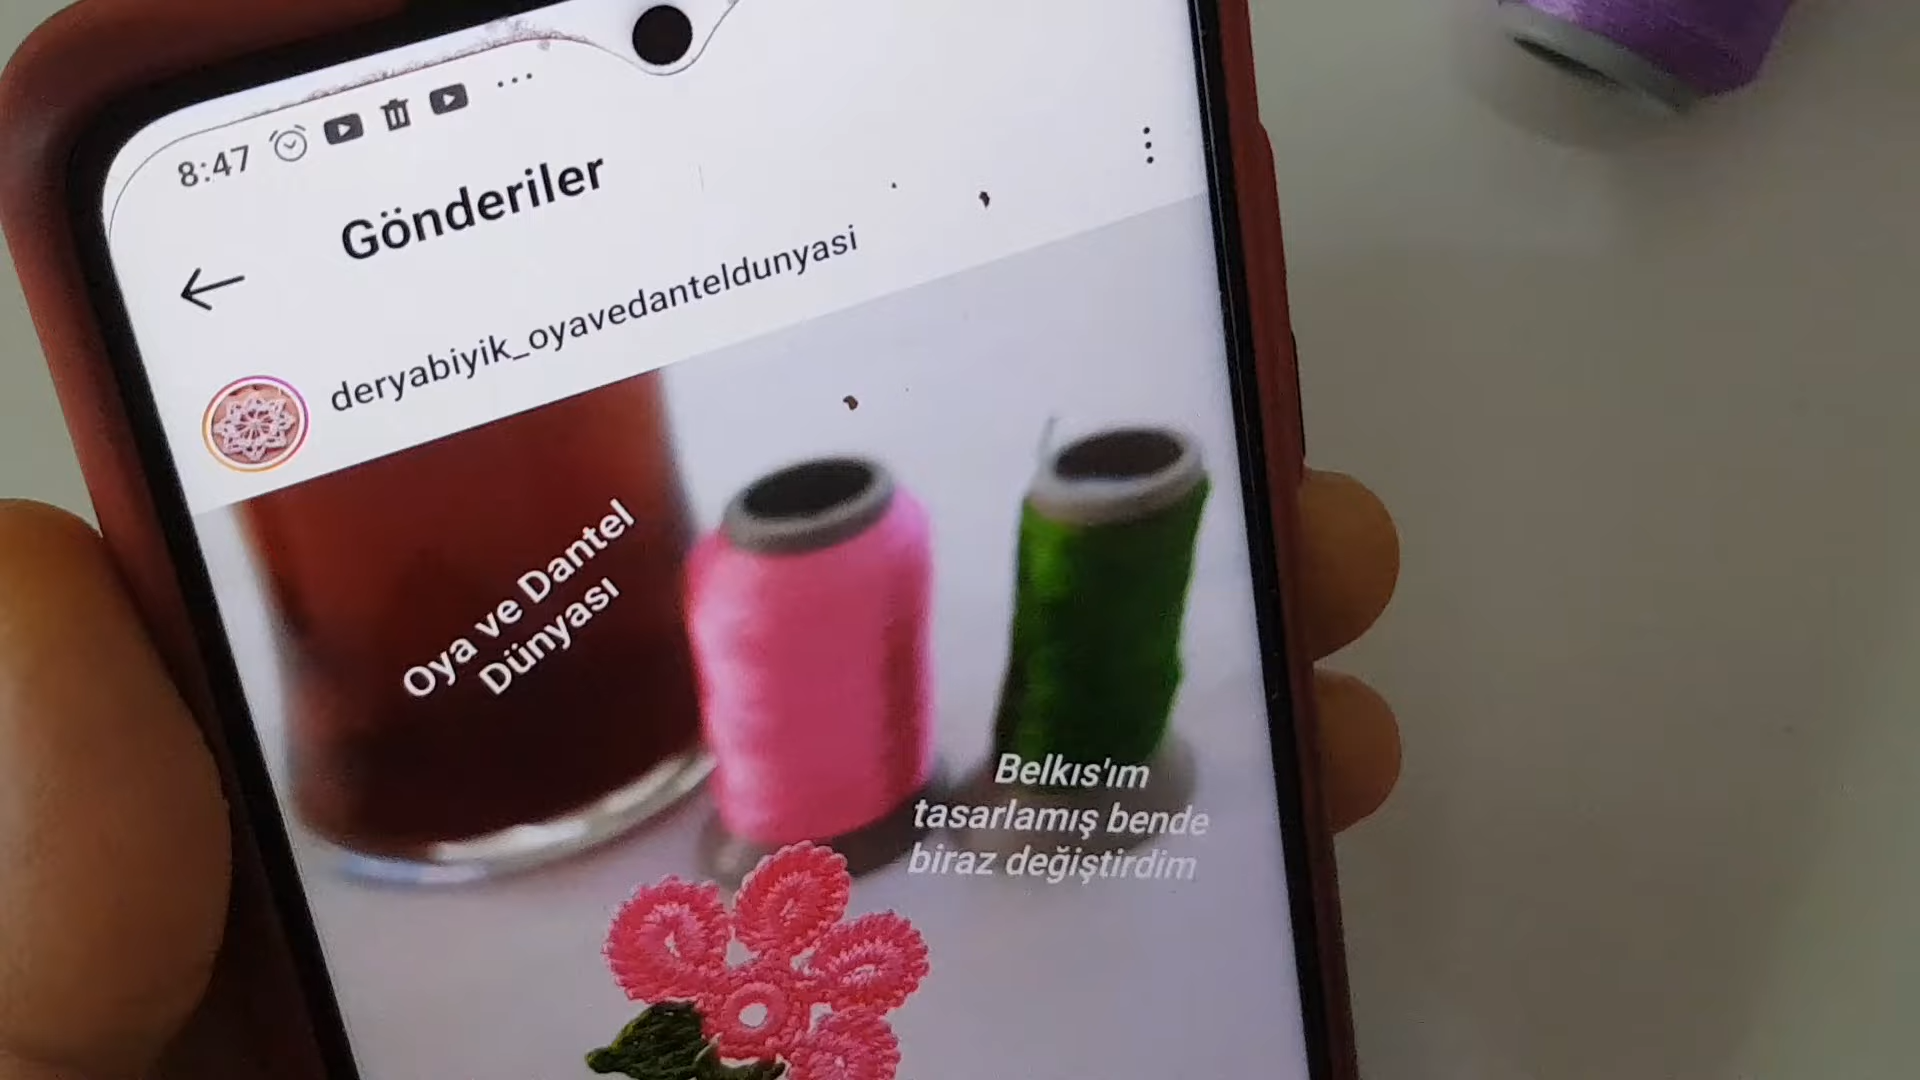 8:47
Gönderiler
deryabiyik_oyavedanteldunyasi
Oya ve Dantel
Dünyası
Belkıs'ım
tasarlamış bende
biraz değiştirdim